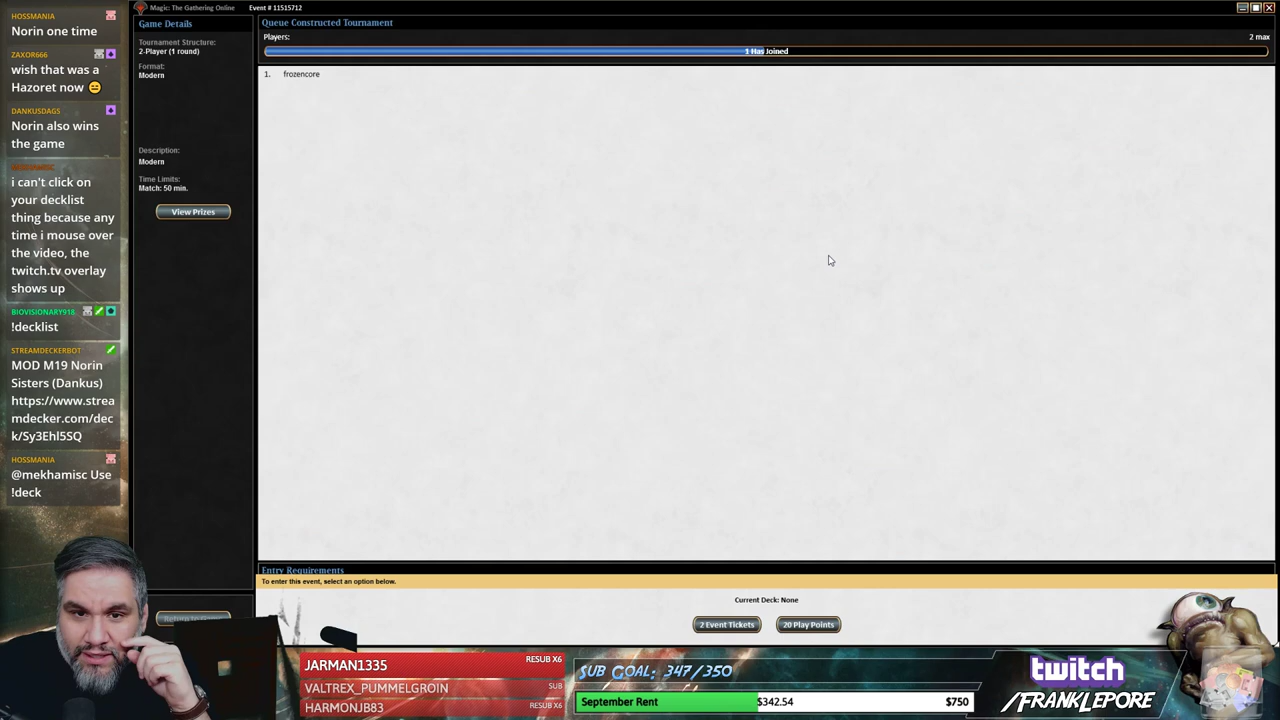 HOSSMANIA
Norin one time
ZAXOR666
wish that was a
Hazoret now
DANKUSDAGS
Norin also wins
the game
i can't click on
your decklist
thing because any
time i mouse over
the video, the
twitch.tv overlay
shows up
BIOVISIONARY918
!decklist
STREAMDECKERBOT
MOD M19 Norin
Sisters (Dankus)
https://www.strea
mdecker.com/dec
k/Sy3Ehl5SQ
HOSSMANIA
@mekhamisc Use
!deck
Magic: The Gathering Online Event # 11515712
Game Details
Tournament Structure:
2-Player (1 round)
Format:
Modern
Description:
Modern
Time Limits:
Match: 50 min.
View Prizes
Queue Constructed Tournament
Players: 2 max
1 Has Joined
1. frozencore
Entry Requirements
To enter this event, select an option below.
Current Deck: None
2 Event Tickets 20 Play Points
JARMAN1335 RESUB X6
VALTREX_PUMMELGROIN SUB
HARMONJB83 RESUB X6
SUB GOAL: 347/350
September Rent $342.54 $750
twitch
/FRANKLEPORE